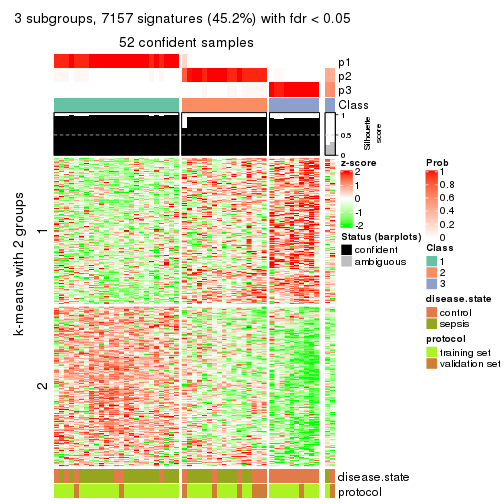 3 subgroups, 7157 signatures (45.2%) with fdr < 0.05
52 confident samples
p1
p2
p3
Class
1
0.5
0
Silhouette
score
k-means with 2 groups
1
2
z-score
2
1
0
-1
-2
Status (barplots)
confident
ambiguous
Prob
1
0.8
0.6
0.4
0.2
0
Class
1
2
3
disease.state
control
sepsis
protocol
training set
validation set
disease.state
protocol